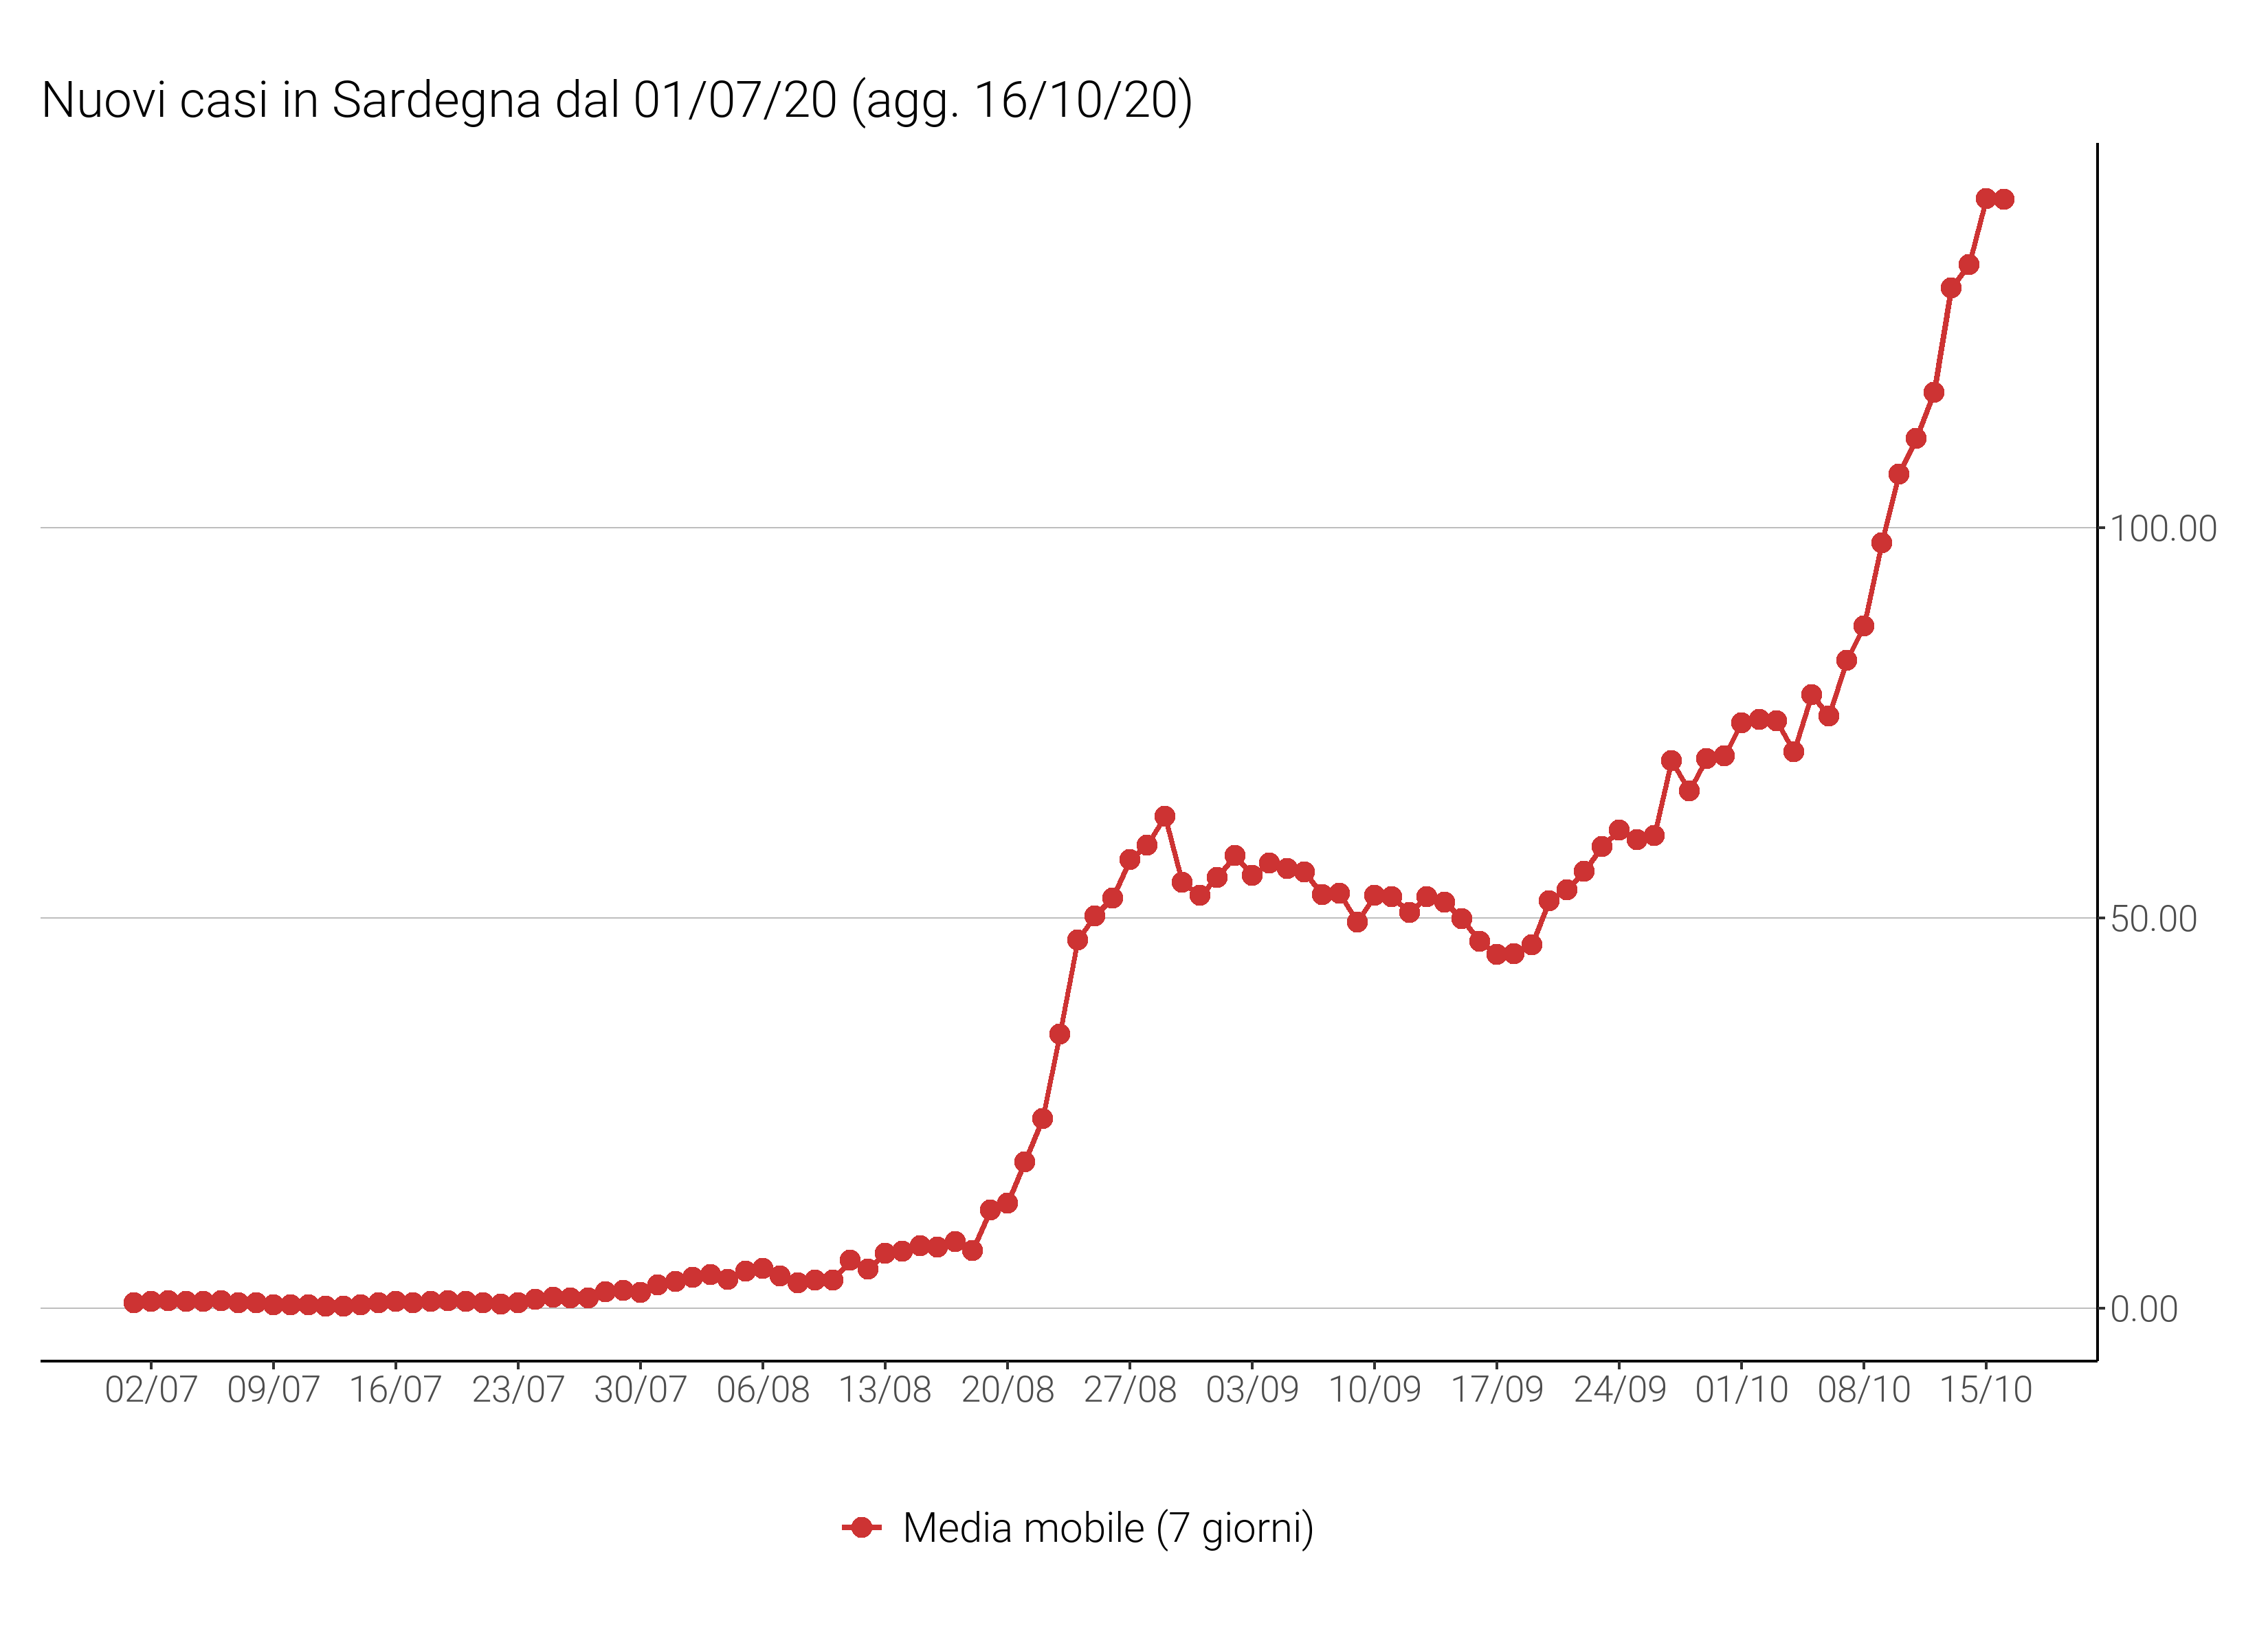 Nuovi casi in Sardegna dal 01/07/20 (agg. 16/10/20)
100.00
50.00
0.00
02/07 09/07 16/07 23/07 30/07 06/08 13/08 20/08 27/08 03/09 10/09 17/09 24/09 01/10 08/10 15/10
Media mobile (7 giorni)